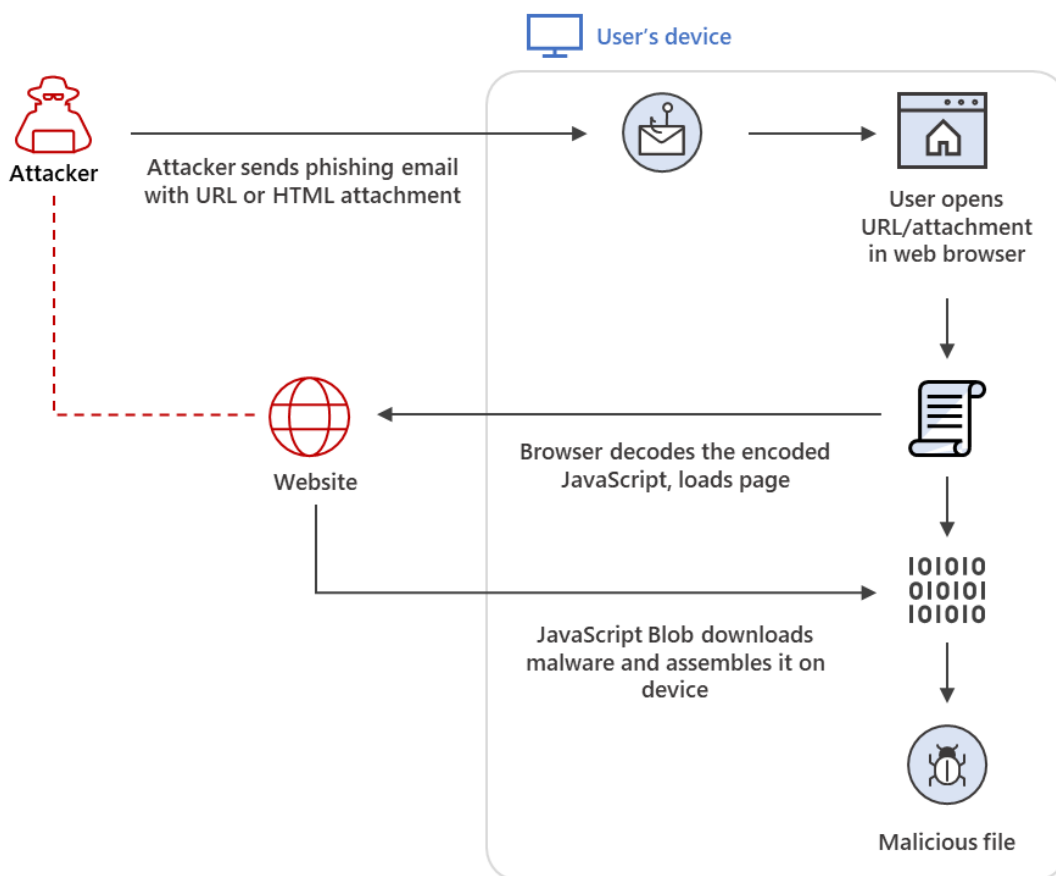 User's device
Attacker
Attacker sends phishing email
with URL or HTML attachment
User opens
URL/attachment
in web browser
Browser decodes the encoded
JavaScript, loads page
Website
101010
010101
101010
JavaScript Blob downloads
malware and assembles it on
device
Malicious file